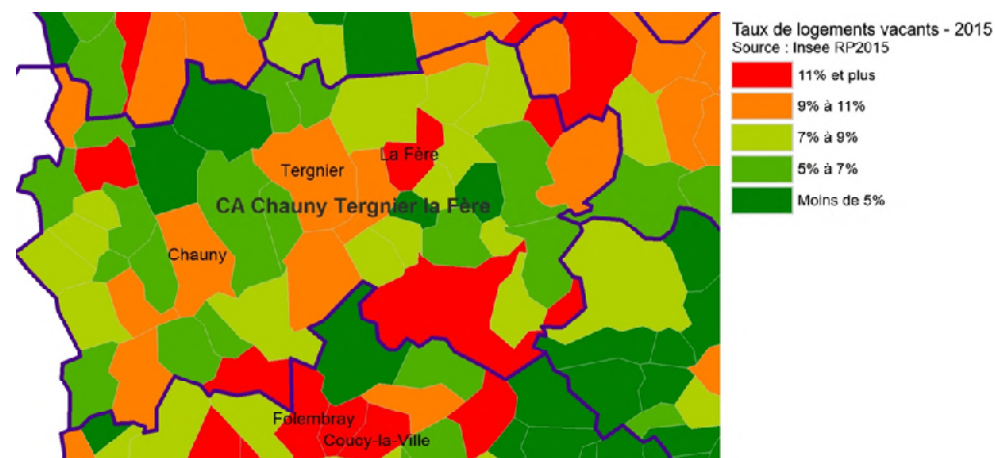 Taux de logements vacants - 2015
Source : Insee RP2015
11% et plus
9% à 11%
7% à 9%
5% à 7%
Moins de 5%
La Fère
Tergnier
CA Chauny Tergnier la Fère
Chauny
Folembray
Coucy-la-Ville